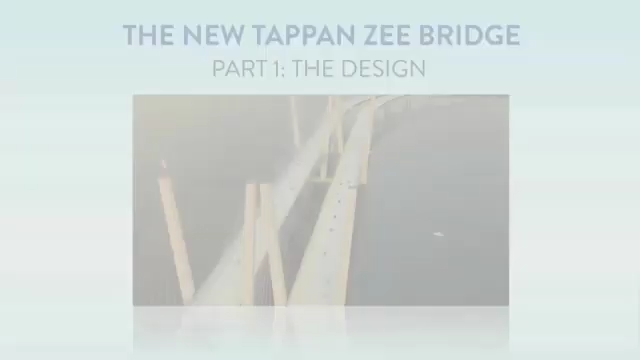 THE NEW TAPPAN ZEE BRIDGE
PART 1: THE DESIGN